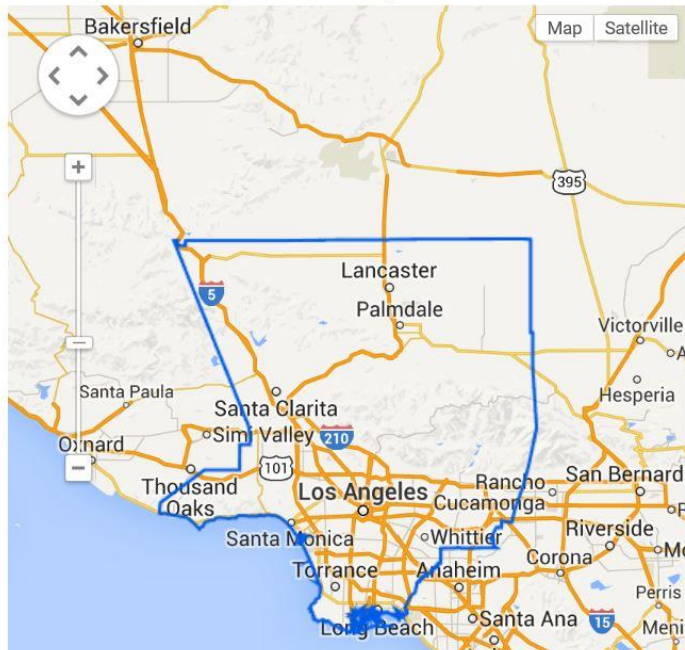 Bakersfield
Map Satellite
+
395
Lancaster
5
Palmdale
Victorville
A
Hesperia
Santa Paula
Santa Clarita
Simi Valley
210
Oxnard
101
Thousand
Oaks
Los Angeles
Rancho
Cucamonga
San Bernard
Santa Monica
Whittier
Riverside
Torrance
Anaheim
Corona
Mo
Perris
Long Beach
Santa Ana
15
Meni